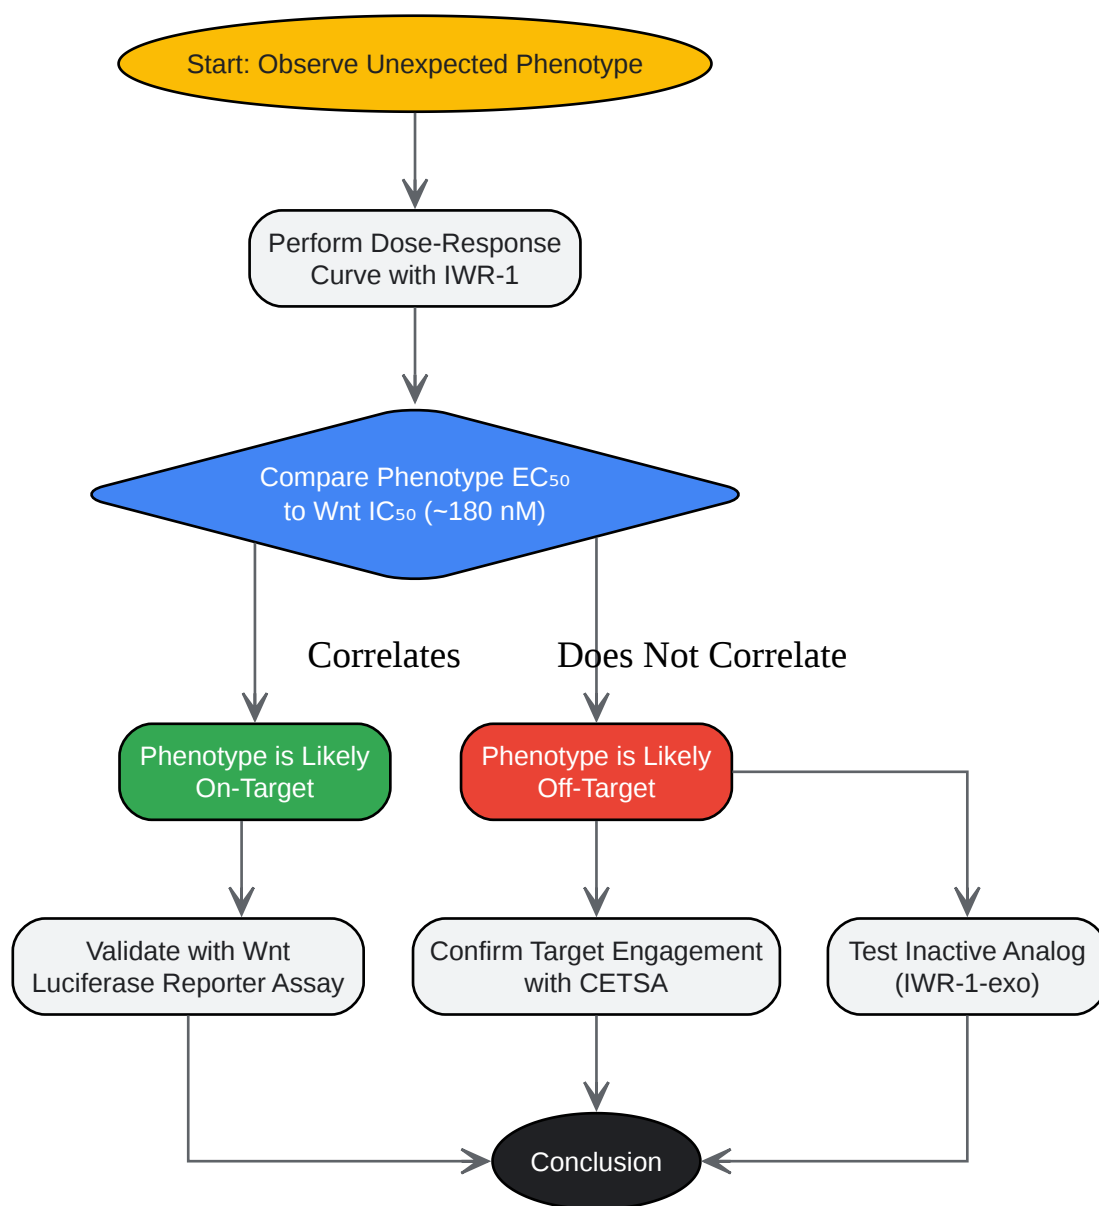 Start: Observe Unexpected Phenotype
Perform Dose-Response
Curve with IWR-1
Compare Phenotype EC₅₀
to Wnt IC₅₀ (~180 nM)
Correlates
Does Not Correlate
Phenotype is Likely
On-Target
Phenotype is Likely
Off-Target
Validate with Wnt
Luciferase Reporter Assay
Confirm Target Engagement
with CETSA
Test Inactive Analog
(IWR-1-exo)
Conclusion